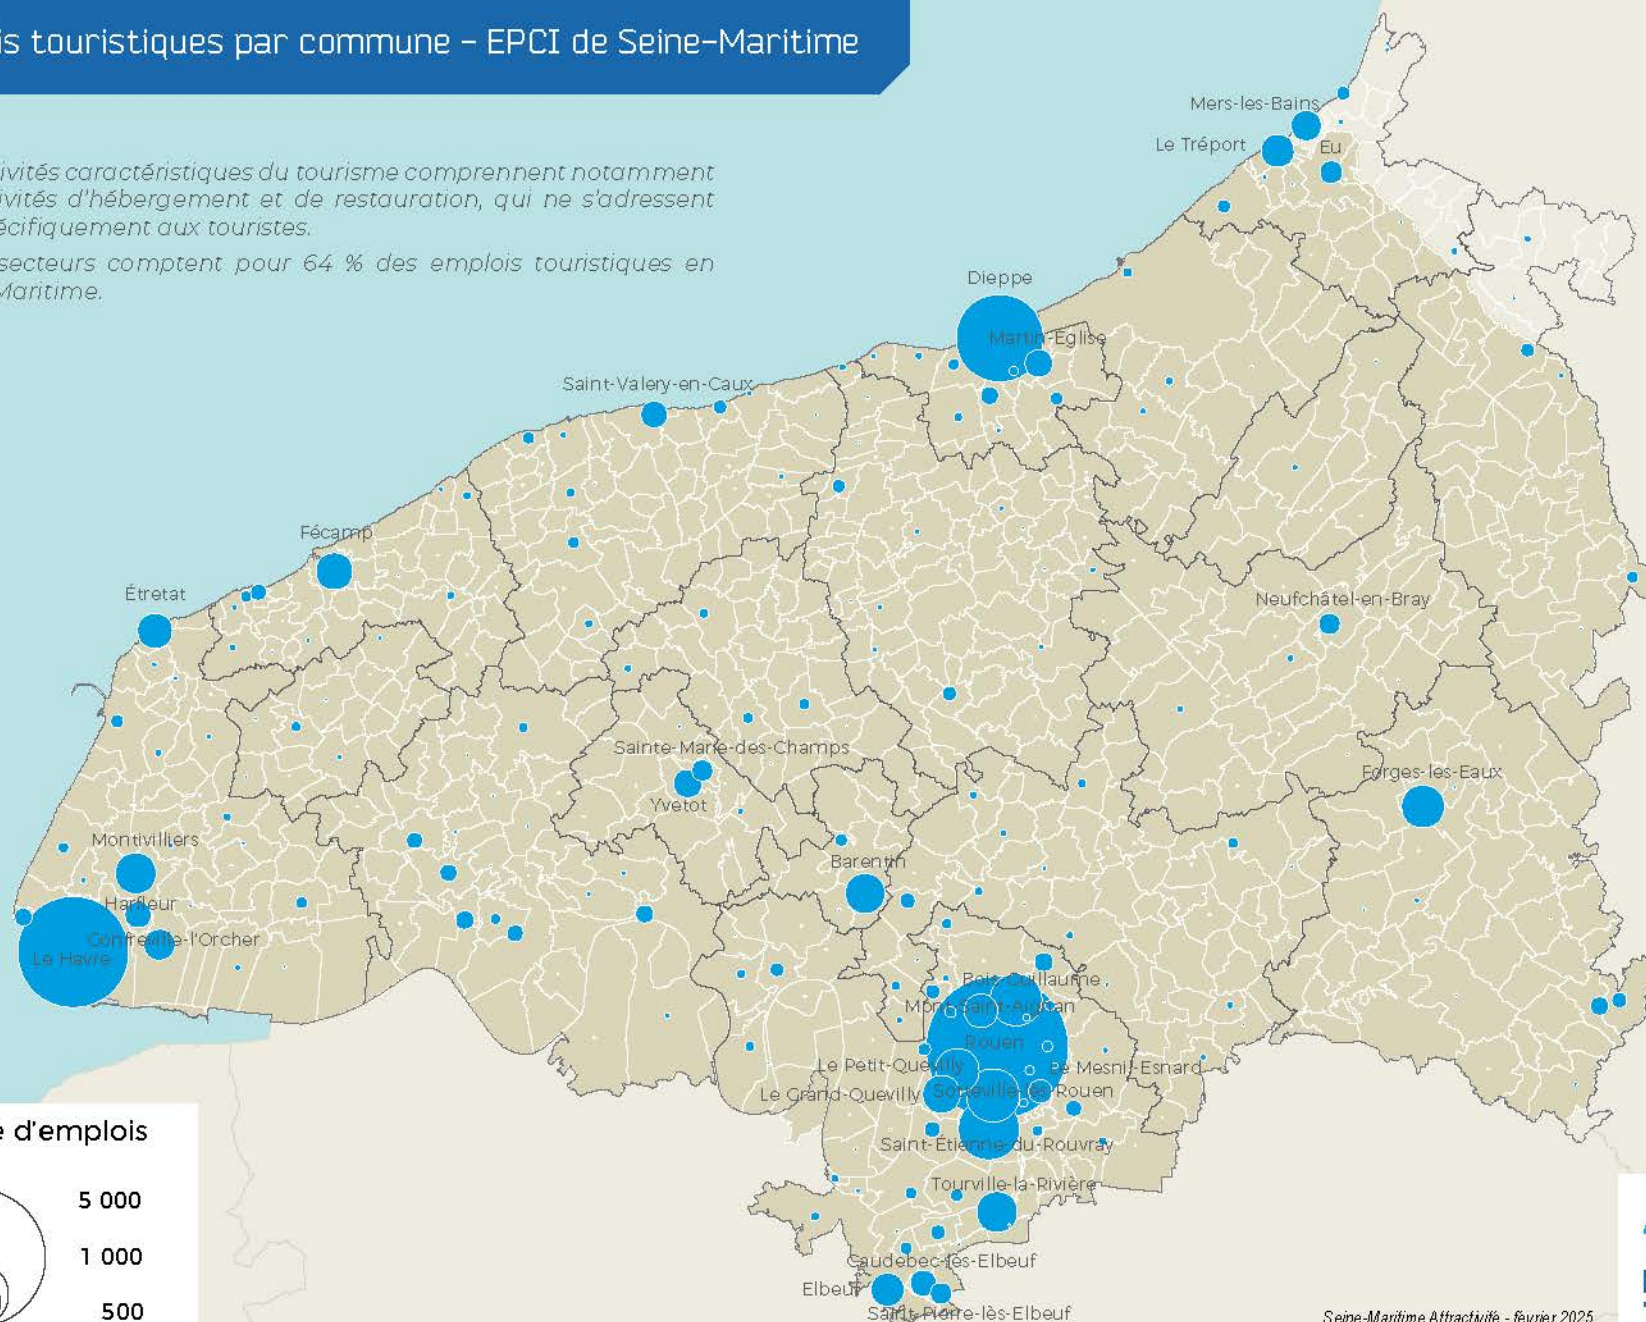 is touristiques par commune - EPCI de Seine-Maritime
ivités caractéristiques du tourisme comprennent notamment
ivités d'hébergement et de restauration, qui ne s'adressent
écifiquement aux touristes.
secteurs comptent pour 64 % des emplois touristiques en
Maritime.
Mers-les-Bains
Le Tréport
Eu
Dieppe
Martin-Eglise
Saint-Valery-en-Caux
Fécamp
Étretat
Neufchâtel-en-Bray
Sainte-Marie-des-Champs
Yvetot
Forges-les-Eaux
Montivilliers
Barentin
Harfleur
Gonfreville-l'Orcher
Le Havre
Bois-Guillaume
Mont-Saint-Aignan
Rouen
Le Petit-Quevilly
Le Mesnil-Esnard
Le Grand-Quevilly
Sotteville-lès-Rouen
Saint-Étienne-du-Rouvray
Tourville-la-Rivière
Caudebec-lès-Elbeuf
Elbeuf
Saint-Pierre-lès-Elbeuf
e d'emplois
5 000
1 000
500
Seine-Maritime Attractivité - février 2025